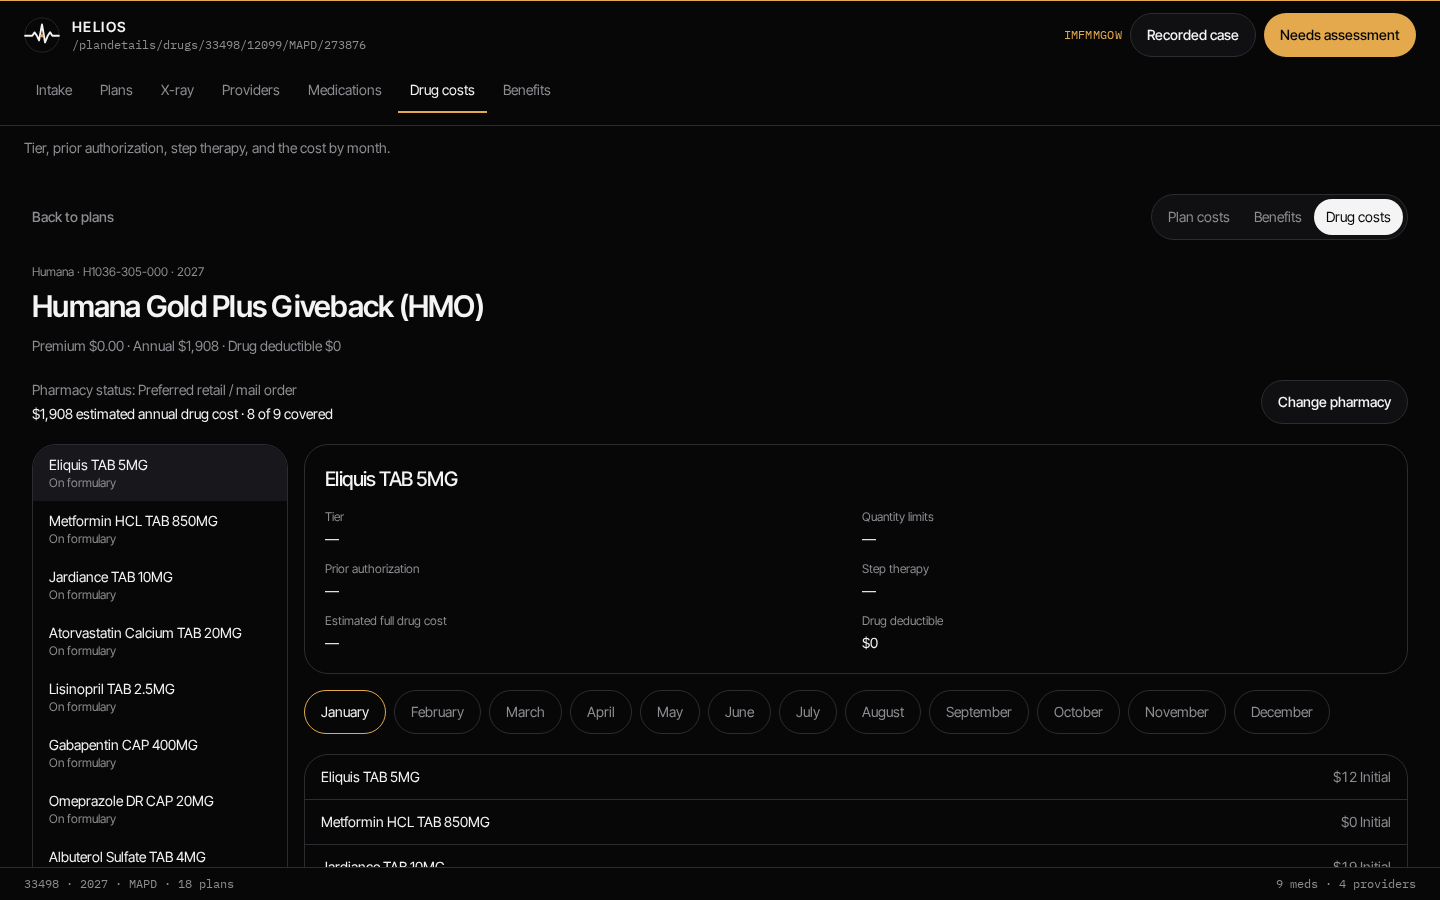 HELIOS
/plandetails/drugs/33498/12099/MAPD/273876
IMFMMGOW
Recorded case
Needs assessment
Intake
Plans
X-ray
Providers
Medications
Drug costs
Benefits
Tier, prior authorization, step therapy, and the cost by month.
Back to plans
Plan costs
Benefits
Drug costs
Humana · H1036-305-000 · 2027
Humana Gold Plus Giveback (HMO)
Premium $0.00 · Annual $1,908 · Drug deductible $0
Pharmacy status: Preferred retail / mail order
$1,908 estimated annual drug cost · 8 of 9 covered
Change pharmacy
Eliquis TAB 5MG
On formulary
Metformin HCL TAB 850MG
On formulary
Jardiance TAB 10MG
On formulary
Atorvastatin Calcium TAB 20MG
On formulary
Lisinopril TAB 2.5MG
On formulary
Gabapentin CAP 400MG
On formulary
Omeprazole DR CAP 20MG
On formulary
Albuterol Sulfate TAB 4MG
Eliquis TAB 5MG
Tier
—
Quantity limits
—
Prior authorization
—
Step therapy
—
Estimated full drug cost
—
Drug deductible
$0
January
February
March
April
May
June
July
August
September
October
November
December
Eliquis TAB 5MG
$12 Initial
Metformin HCL TAB 850MG
$0 Initial
Jardiance TAB 10MG
$19 Initial
33498 · 2027 · MAPD · 18 plans
9 meds · 4 providers